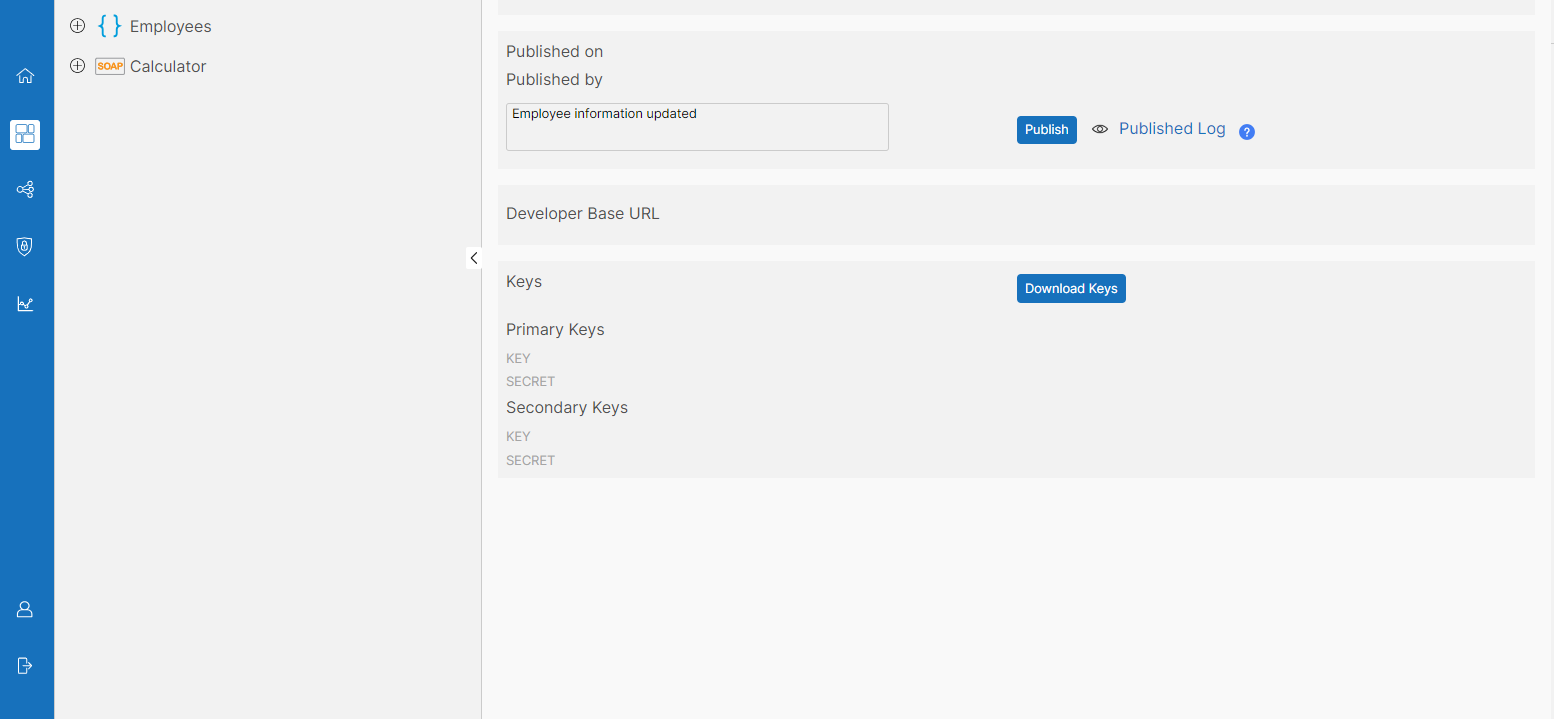 { } Employees
SOAP Calculator
Published on
Published by
Employee information updated
Publish
Published Log
?
Developer Base URL
Keys
Download Keys
Primary Keys
KEY
SECRET
Secondary Keys
KEY
SECRET